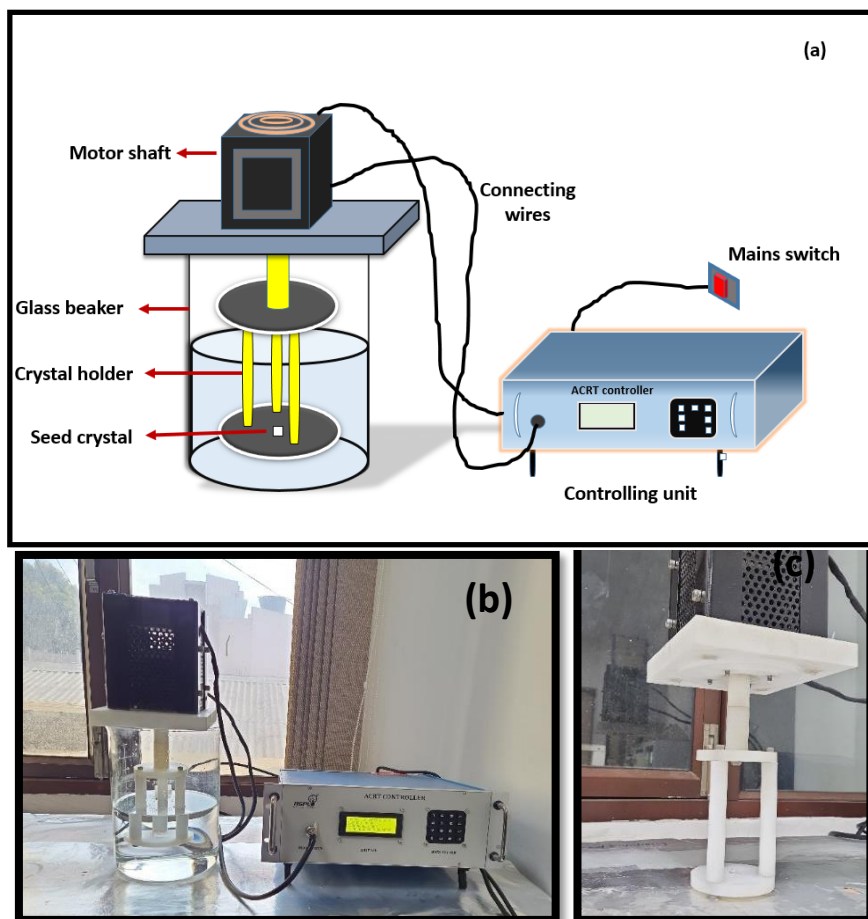 (a)
Motor shaft
Connecting
wires
Mains switch
Glass beaker
Crystal holder
ACRT controller
Seed crystal
Controlling unit
(b)
(c)
ACRT CONTROLLER